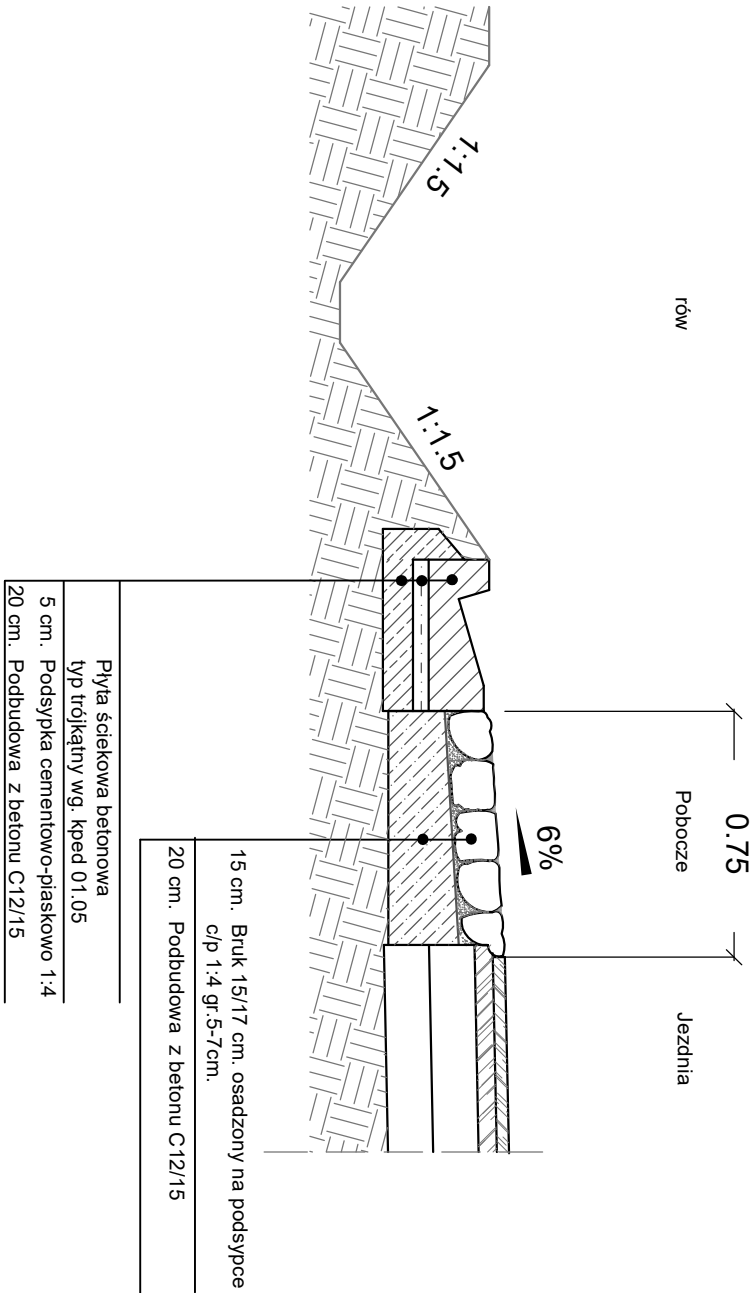 0.75
rów
Pobocze
Jezdnia
1:1.5
1:1.5
6%
15 cm. Bruk 15/17 cm. osadzony na podsypce
c/p 1:4 gr.5-7cm.
20 cm. Podbudowa z betonu C12/15
Płyta ściekowa betonowa
typ trójkątny wg. kped 01.05
5 cm. Podsypka cementowo-piaskowo 1:4
20 cm. Podbudowa z betonu C12/15